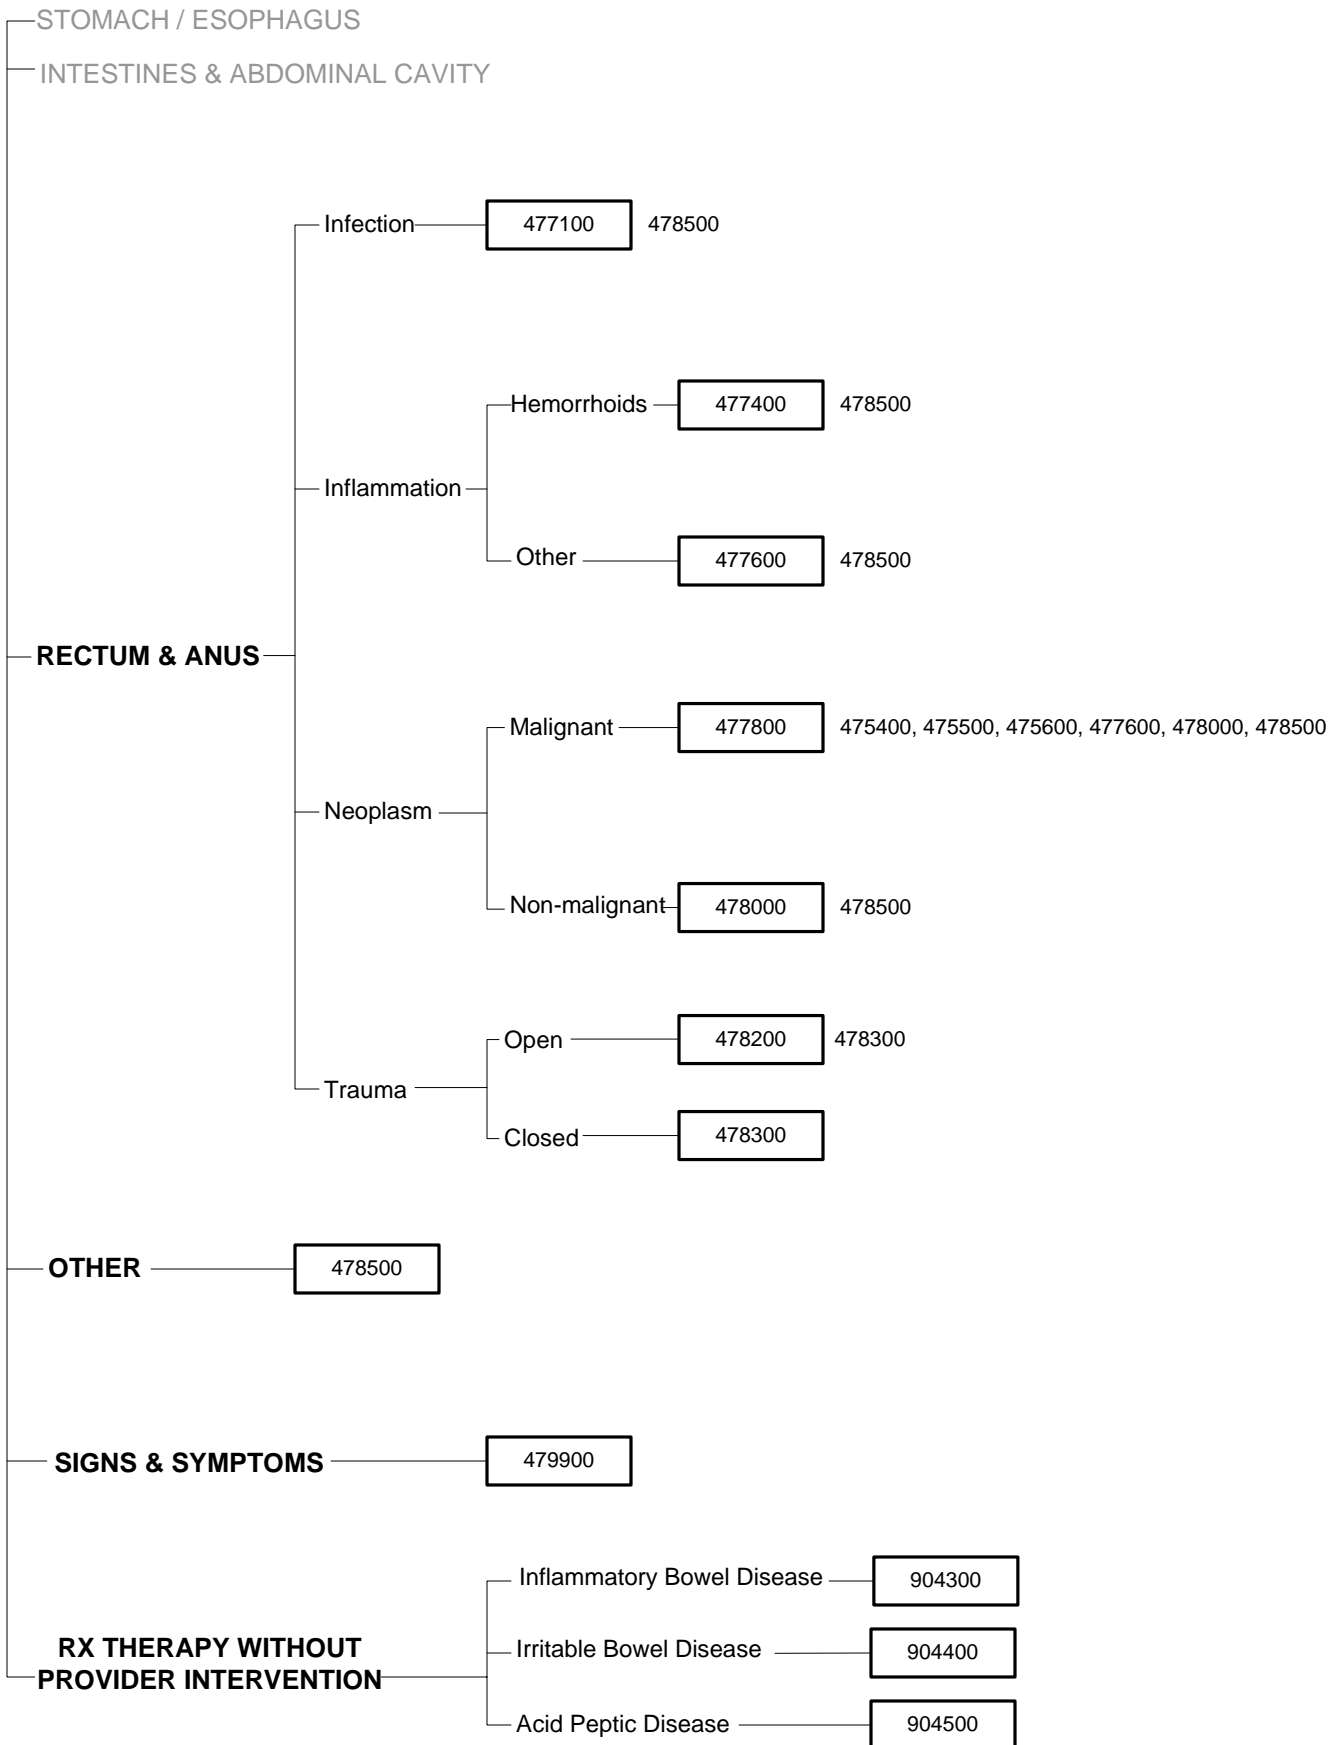 STOMACH / ESOPHAGUS
INTESTINES & ABDOMINAL CAVITY
Infection 477100 478500
Hemorrhoids 477400 478500
Inflammation
Other 477600 478500
RECTUM & ANUS
Malignant 477800 475400, 475500, 475600, 477600, 478000, 478500
Neoplasm
Non-malignant 478000 478500
Open 478200 478300
Trauma
Closed 478300
OTHER 478500
SIGNS & SYMPTOMS 479900
Inflammatory Bowel Disease 904300
RX THERAPY WITHOUT
PROVIDER INTERVENTION
Irritable Bowel Disease 904400
Acid Peptic Disease 904500